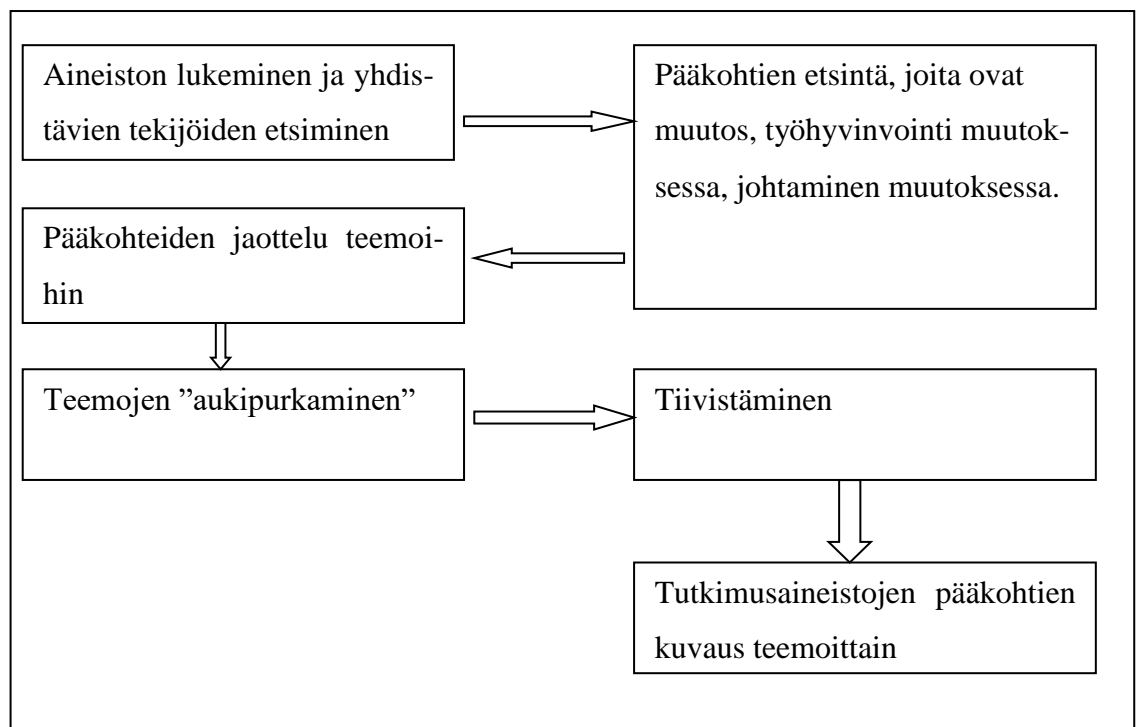 Aineiston lukeminen ja yhdis-
tävien tekijöiden etsiminen
Pääkohtien etsintä, joita ovat
muutos, työhyvinvointi muutok-
sessa, johtaminen muutoksessa.
Pääkohteiden jaottelu teemoi-
hin
Teemojen ”aukipurkaminen”
Tiivistäminen
Tutkimusaineistojen pääkohtien
kuvaus teemoittain